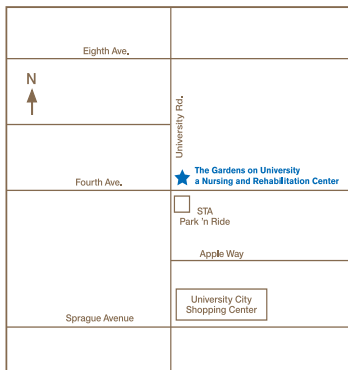 Eighth Ave.
N
University Rd.
The Gardens on University
a Nursing and Rehabilitation Center
Fourth Ave.
STA
Park 'n Ride
Apple Way
University City
Shopping Center
Sprague Avenue